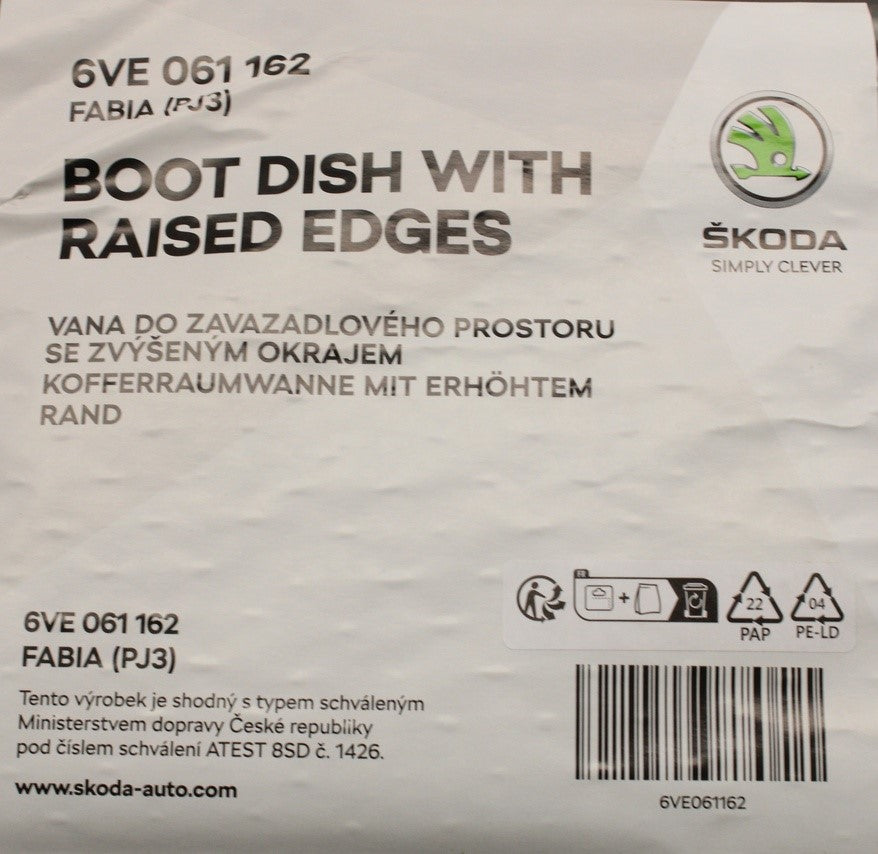 6VE 061 162
FABIA (PJ3)
BOOT DISH WITH
RAISED EDGES
ŠKODA
SIMPLY CLEVER
VANA DO ZAVAZADLOVÉHO PROSTORU
SE ZVÝŠENÝM OKRAJEM
KOFFERRAUMWANNE MIT ERHÖHTEM
RAND
FR
+
22
PAP
04
PE-LD
6VE 061 162
FABIA (PJ3)
Tento výrobek je shodný s typem schváleným
Ministerstvem dopravy České republiky
pod číslem schválení ATEST 8SD č. 1426.
www.skoda-auto.com
6VE061162